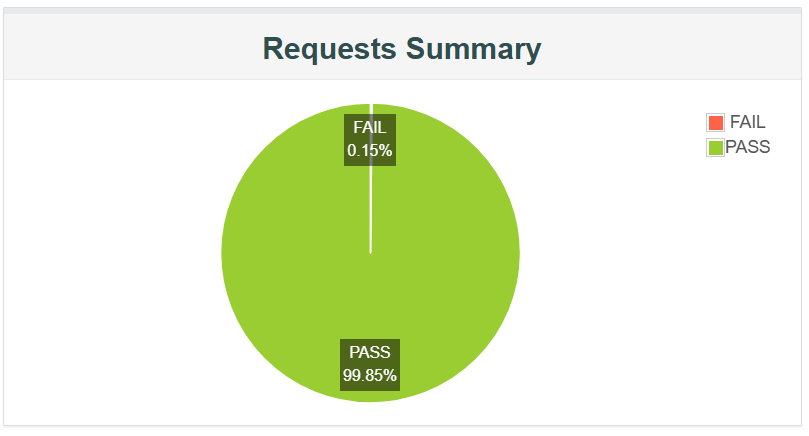 Requests Summary
FAIL
0.15%
FAIL
PASS
PASS
99.85%